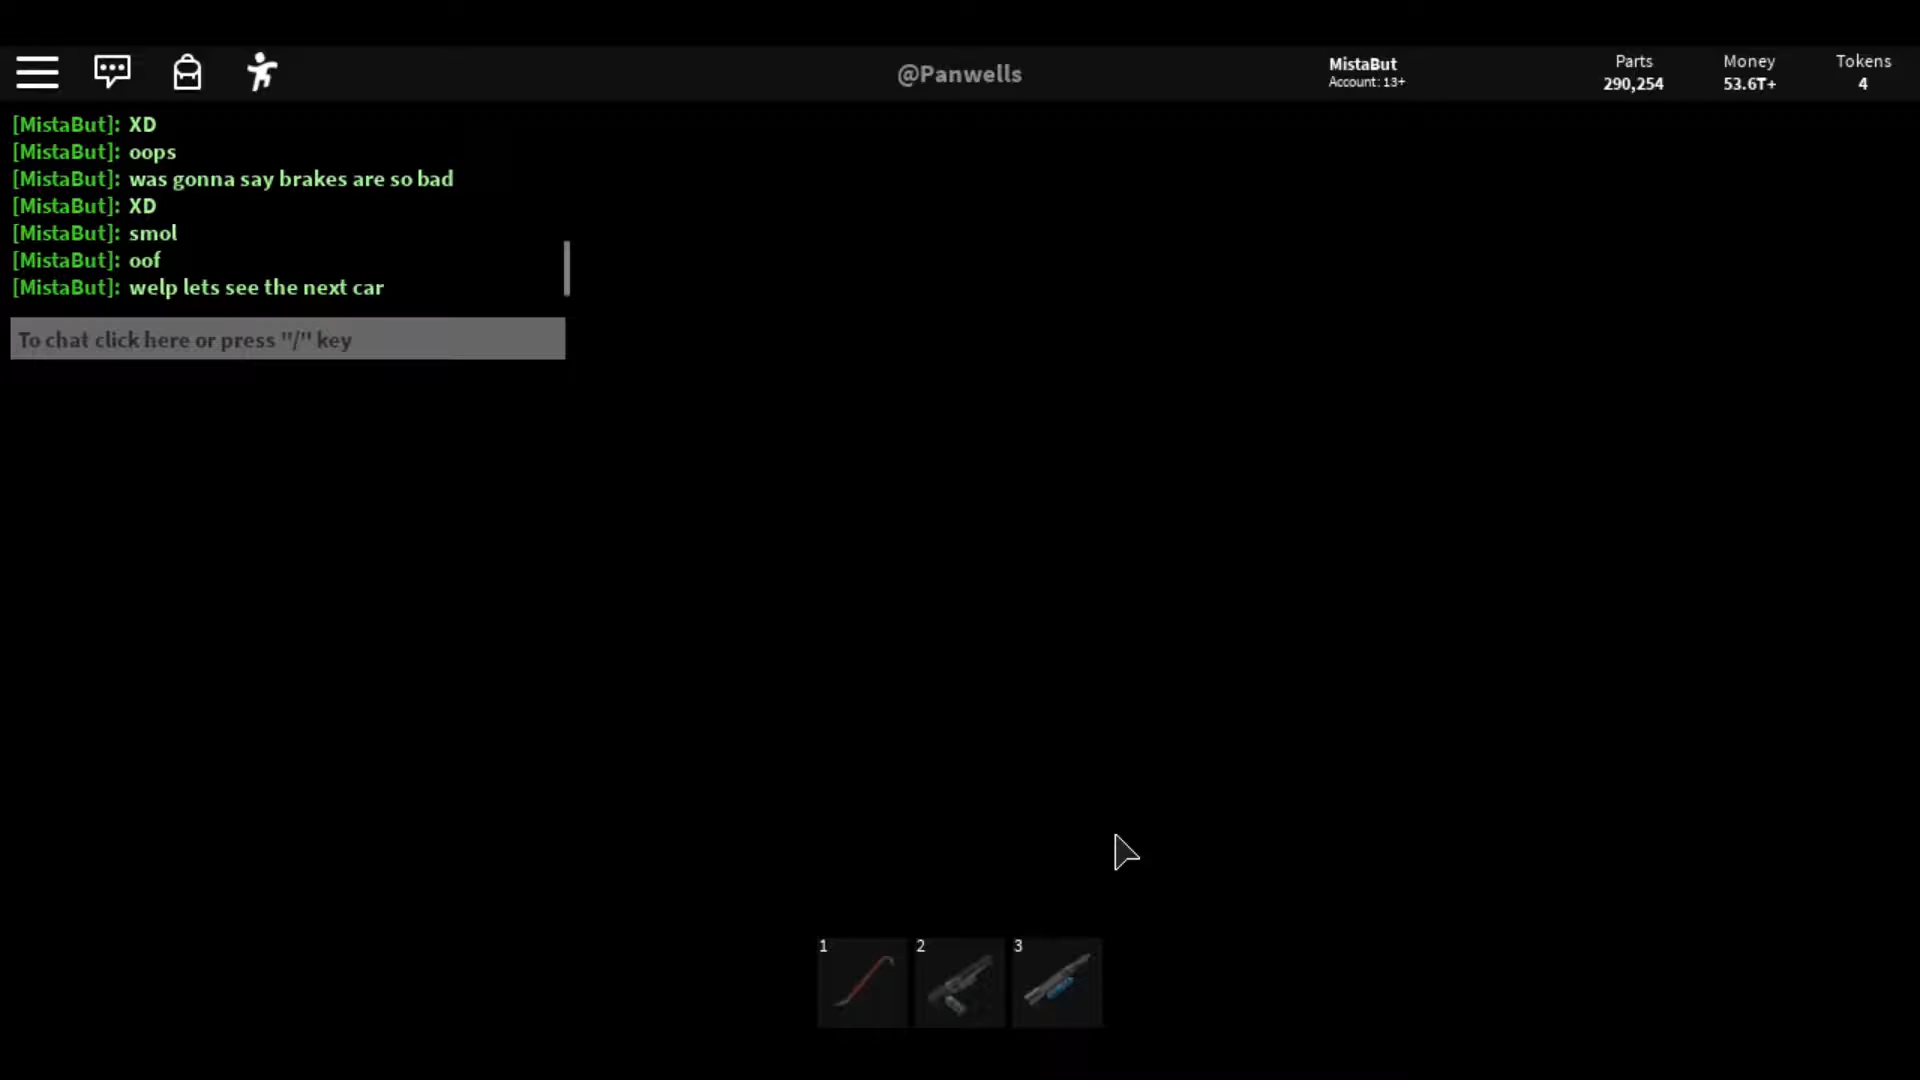 @Panwells
MistaBut
Account: 13+
Parts
290,254
Money
53.6T+
Tokens
4
[MistaBut]: XD
[MistaBut]: oops
[MistaBut]: was gonna say brakes are so bad
[MistaBut]: XD
[MistaBut]: smol
[MistaBut]: oof
[MistaBut]: welp lets see the next car
To chat click here or press "/" key
1
2
3